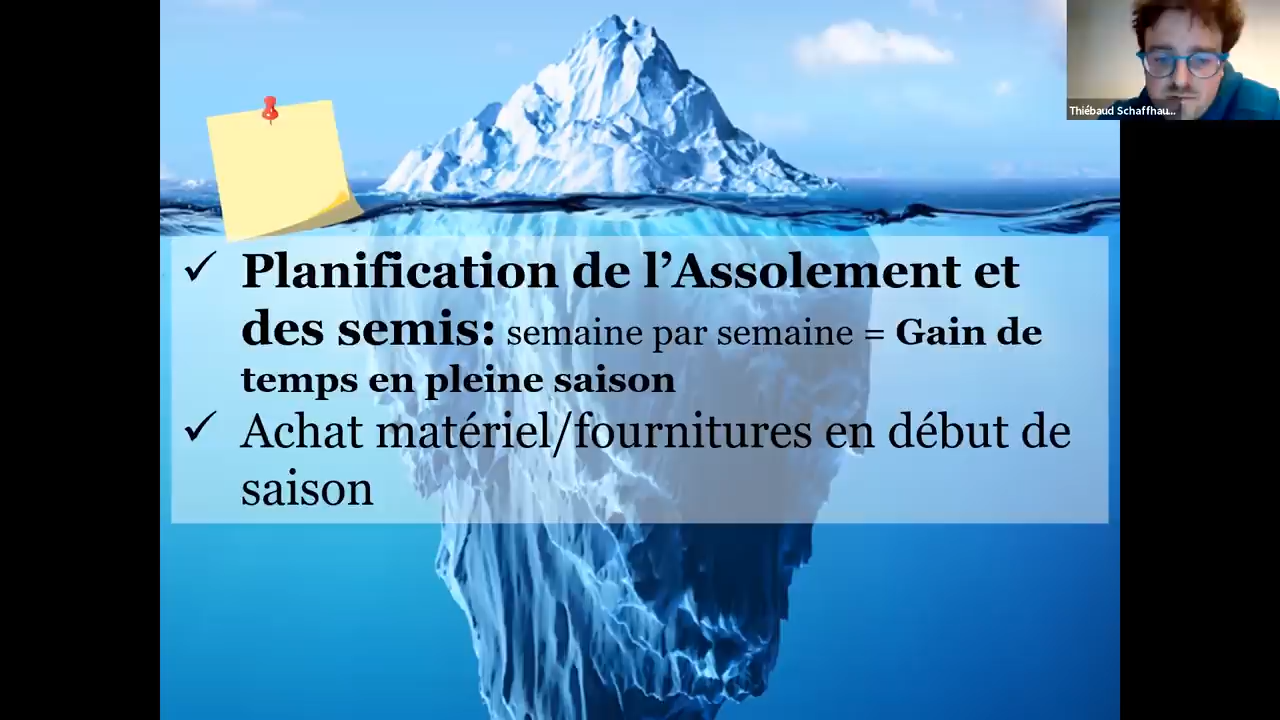 Thiébaud Schaffhau...
✓ Planification de l’Assolement et
des semis: semaine par semaine = Gain de
temps en pleine saison
✓ Achat matériel/fournitures en début de
saison